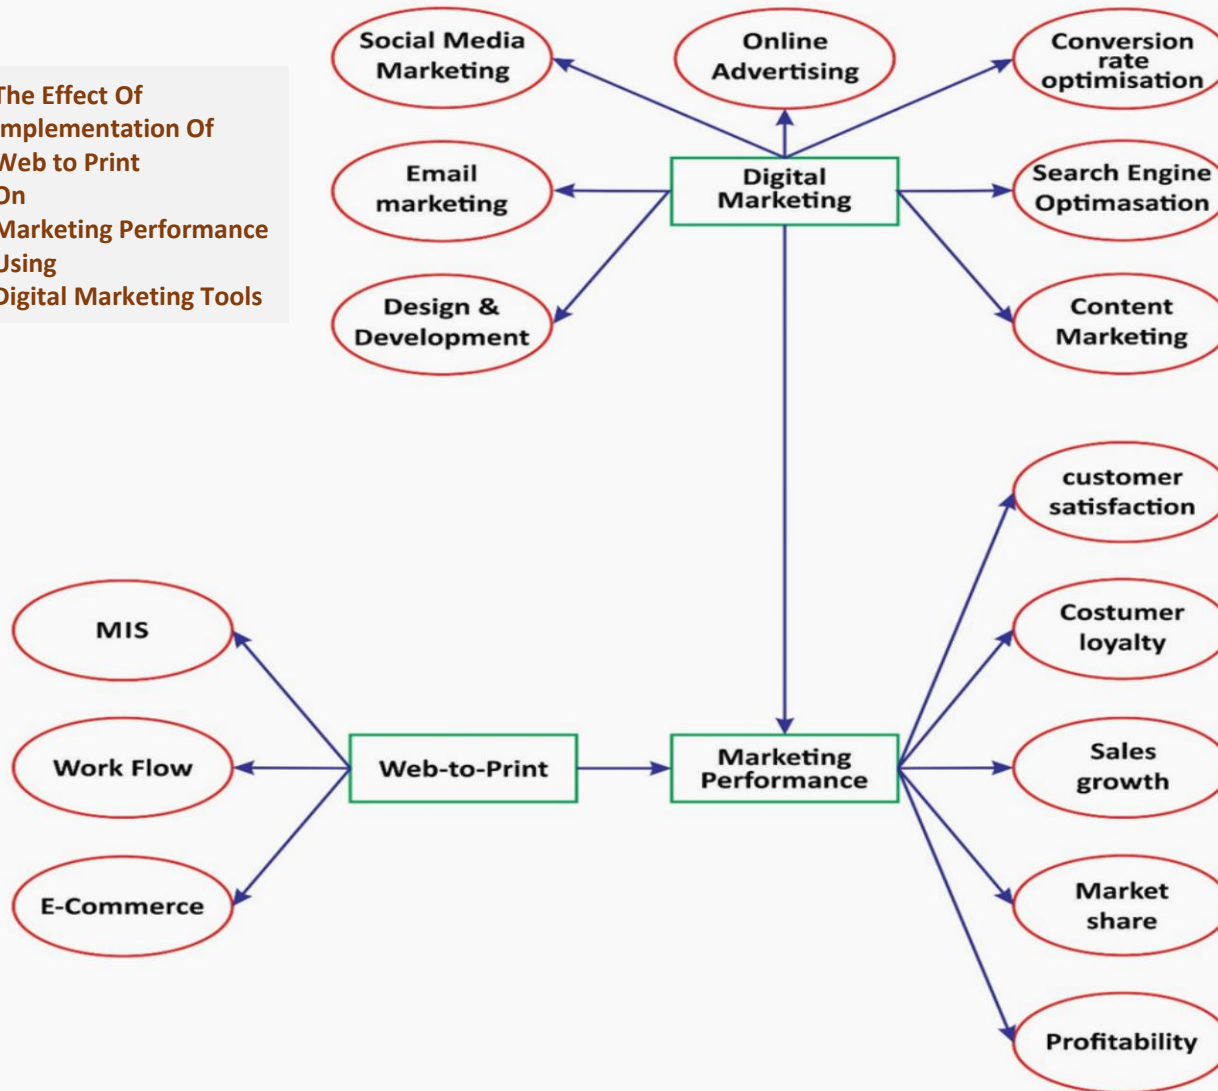 The Effect Of
Implementation Of
Web to Print
On
Marketing Performance
Using
Digital Marketing Tools
Social Media
Marketing
Online
Advertising
Conversion
rate
optimisation
Email
marketing
Digital
Marketing
Search Engine
Optimasation
Design &
Development
Content
Marketing
customer
satisfaction
MIS
Costumer
loyalty
Work Flow
Web-to-Print
Marketing
Performance
Sales
growth
E-Commerce
Market
share
Profitability